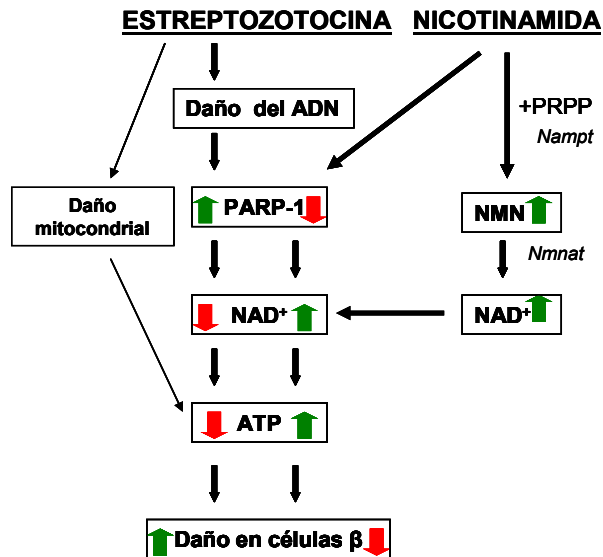 ESTREPTOZOTOCINA
NICOTINAMIDA
Daño del ADN
+PRPP
Nampt
Daño
mitocondrial
PARP-1
NMN
Nmnat
NAD⁺
NAD⁺
ATP
Daño en células β